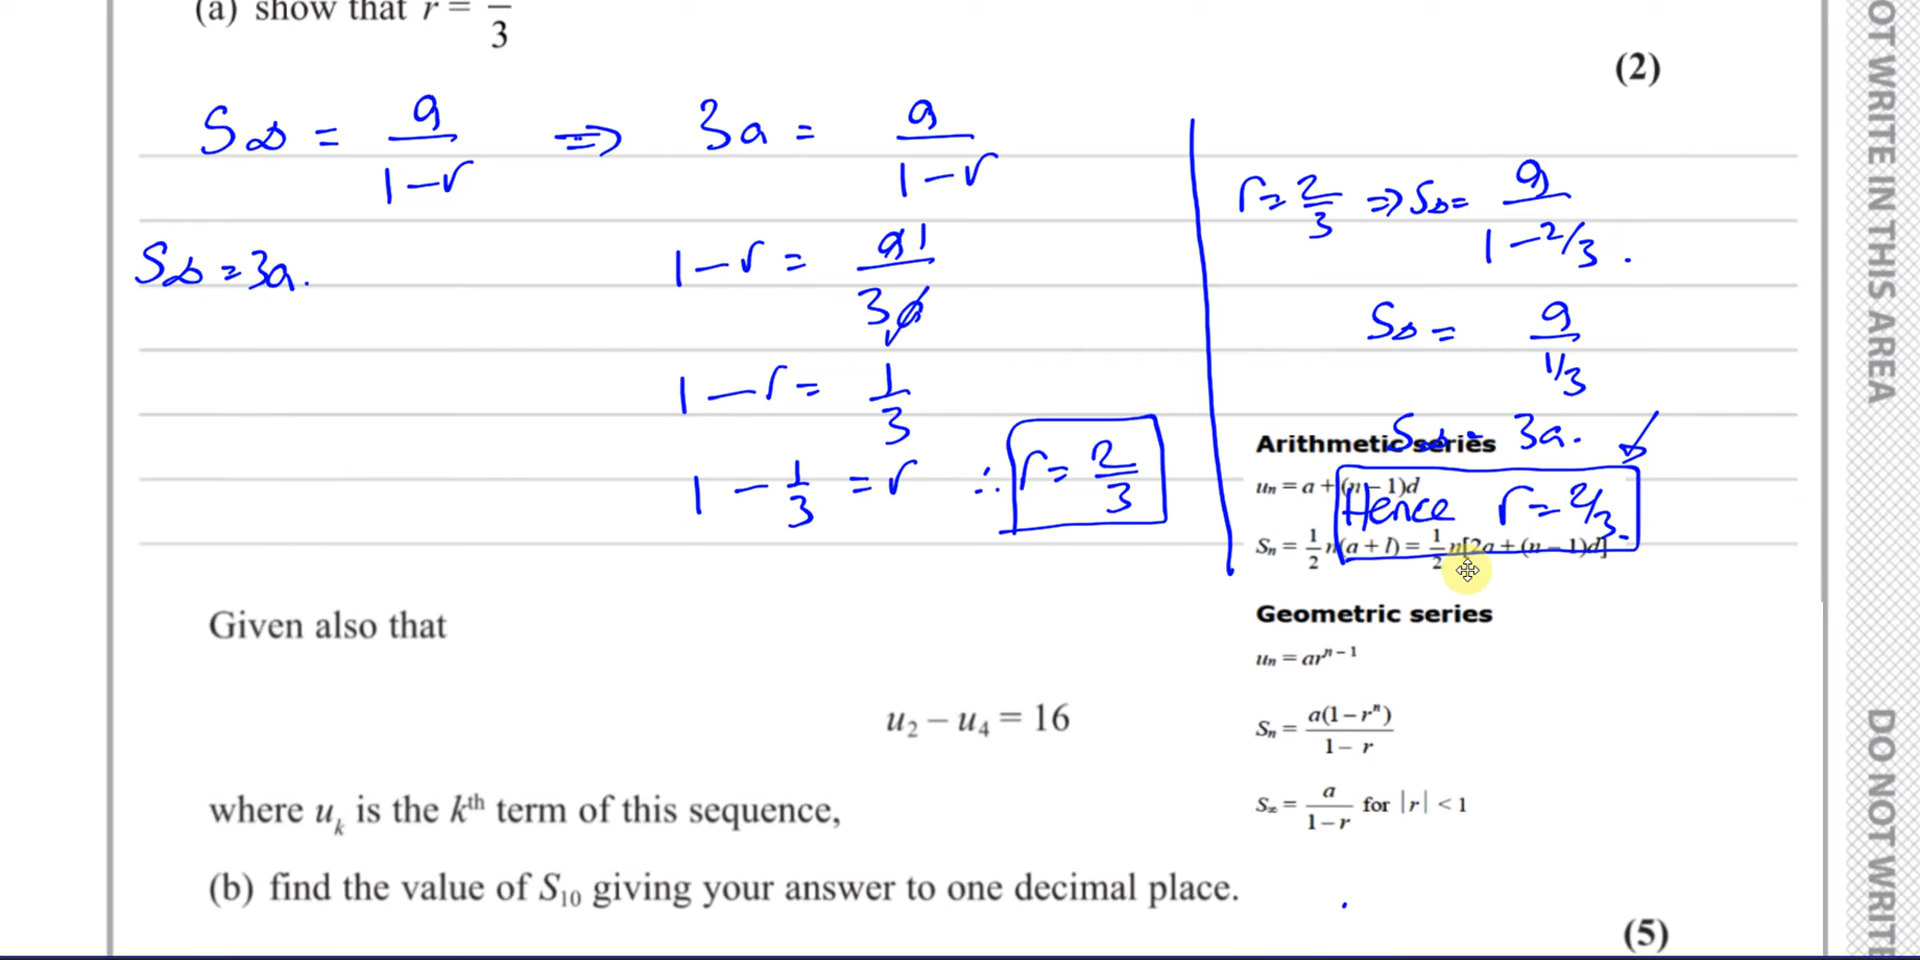 (a) show that r = — 3
(2)
S∞ = a/(1-r) => 3a = a/(1-r)
S∞ = 3a.
1-r = a1/3a
1-r = 1/3
1 - 1/3 = r ∴ r = 2/3
r = 2/3 => S∞ = a/(1-2/3).
S∞ = a/(1/3)
S∞ = 3a.
Hence r = 2/3.
Arithmetic series
uₙ = a + (n − 1)d
Sₙ = 1/2 n(a + l) = 1/2 n[2a + (n − 1)d]
Given also that
Geometric series
uₙ = arⁿ⁻¹
u₂ − u₄ = 16
Sₙ = a(1 − rⁿ)/(1 − r)
where uₖ is the kᵗʰ term of this sequence,
S∞ = a/(1 − r) for |r| < 1
(b) find the value of S₁₀ giving your answer to one decimal place.
(5)
OT WRITE IN THIS AREA
DO NOT WRITE